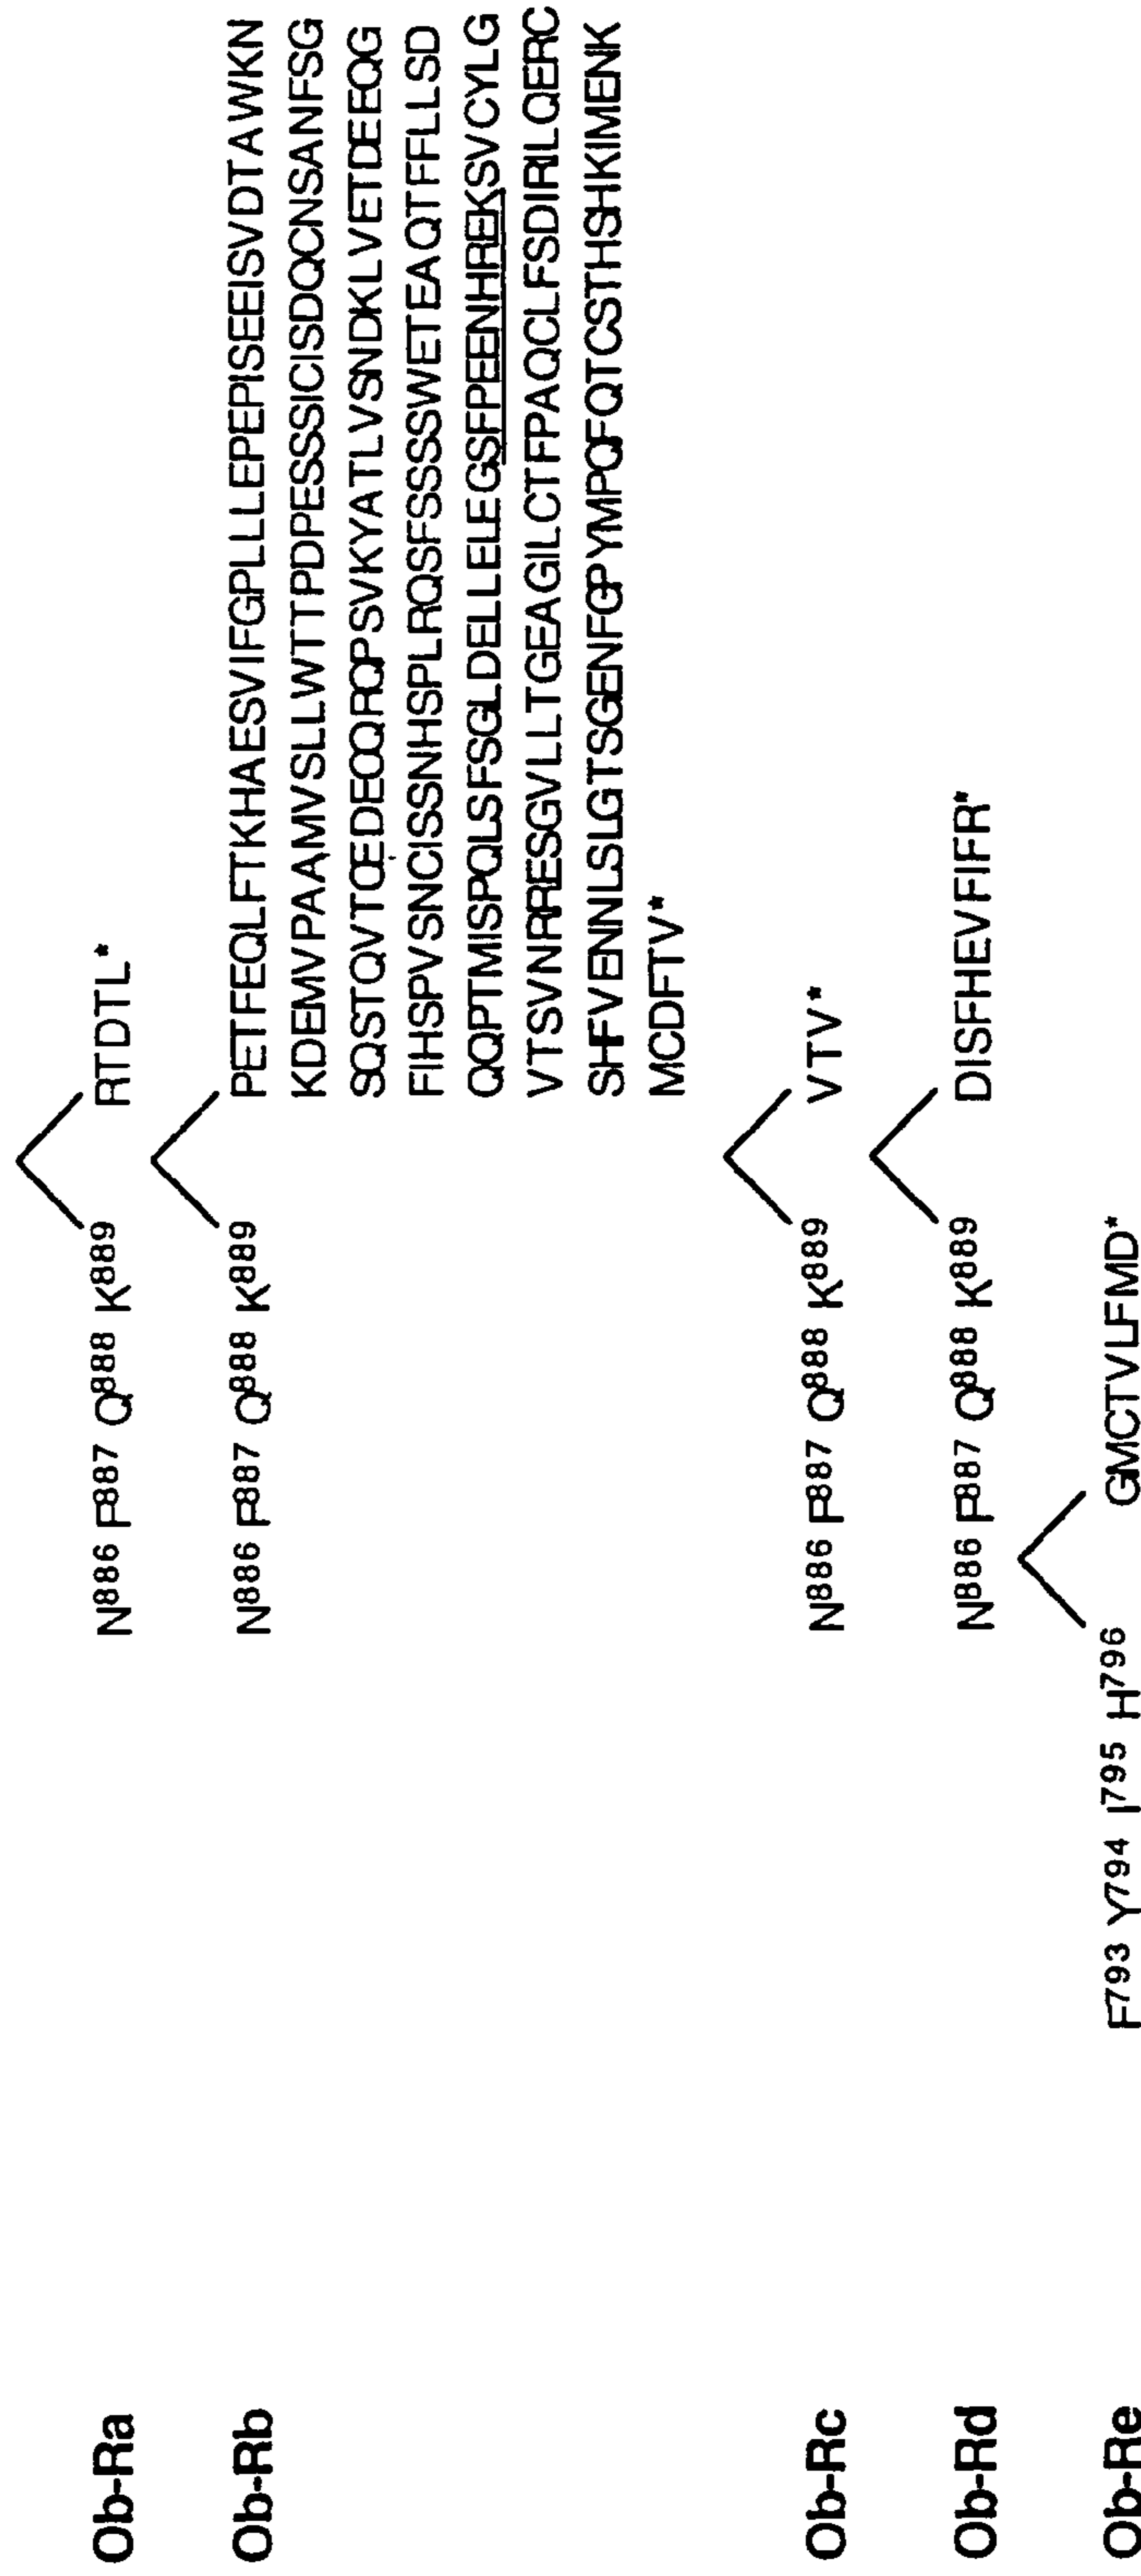 Ob-Ra N886 F887 Q888 K889 RTDTL*
Ob-Rb N886 F887 Q888 K889 PETFEQLFTKHAESVIFGPLLLEPEPISEEISVDTAWKN
KDEMVPAAMVSLLWTTPDPESSSICISDQCNSANFSG
SQSTQVTCEDECQRQPSVKYATLVSNDKLVETDEEQG
FIHSPVSNCISSNHSPLRQSFSSSSWETEAQTFFLLSD
QQPTMISPQLSFSGLDELLELEGSFPEENHREKSVCYLG
VTSVNRRESGVLLTGEAGILCTFPAQCLFSDIRILQERC
SHFVENNLSLGTSGENFGPYMPQFQTCSTHSHKIMENK
MCDFTV*
Ob-Rc N886 F887 Q888 K889 VTV*
Ob-Rd N886 F887 Q888 K889 DISFHEVFIFR*
Ob-Re F793 Y794 I795 H796 GMCTVLFMD*